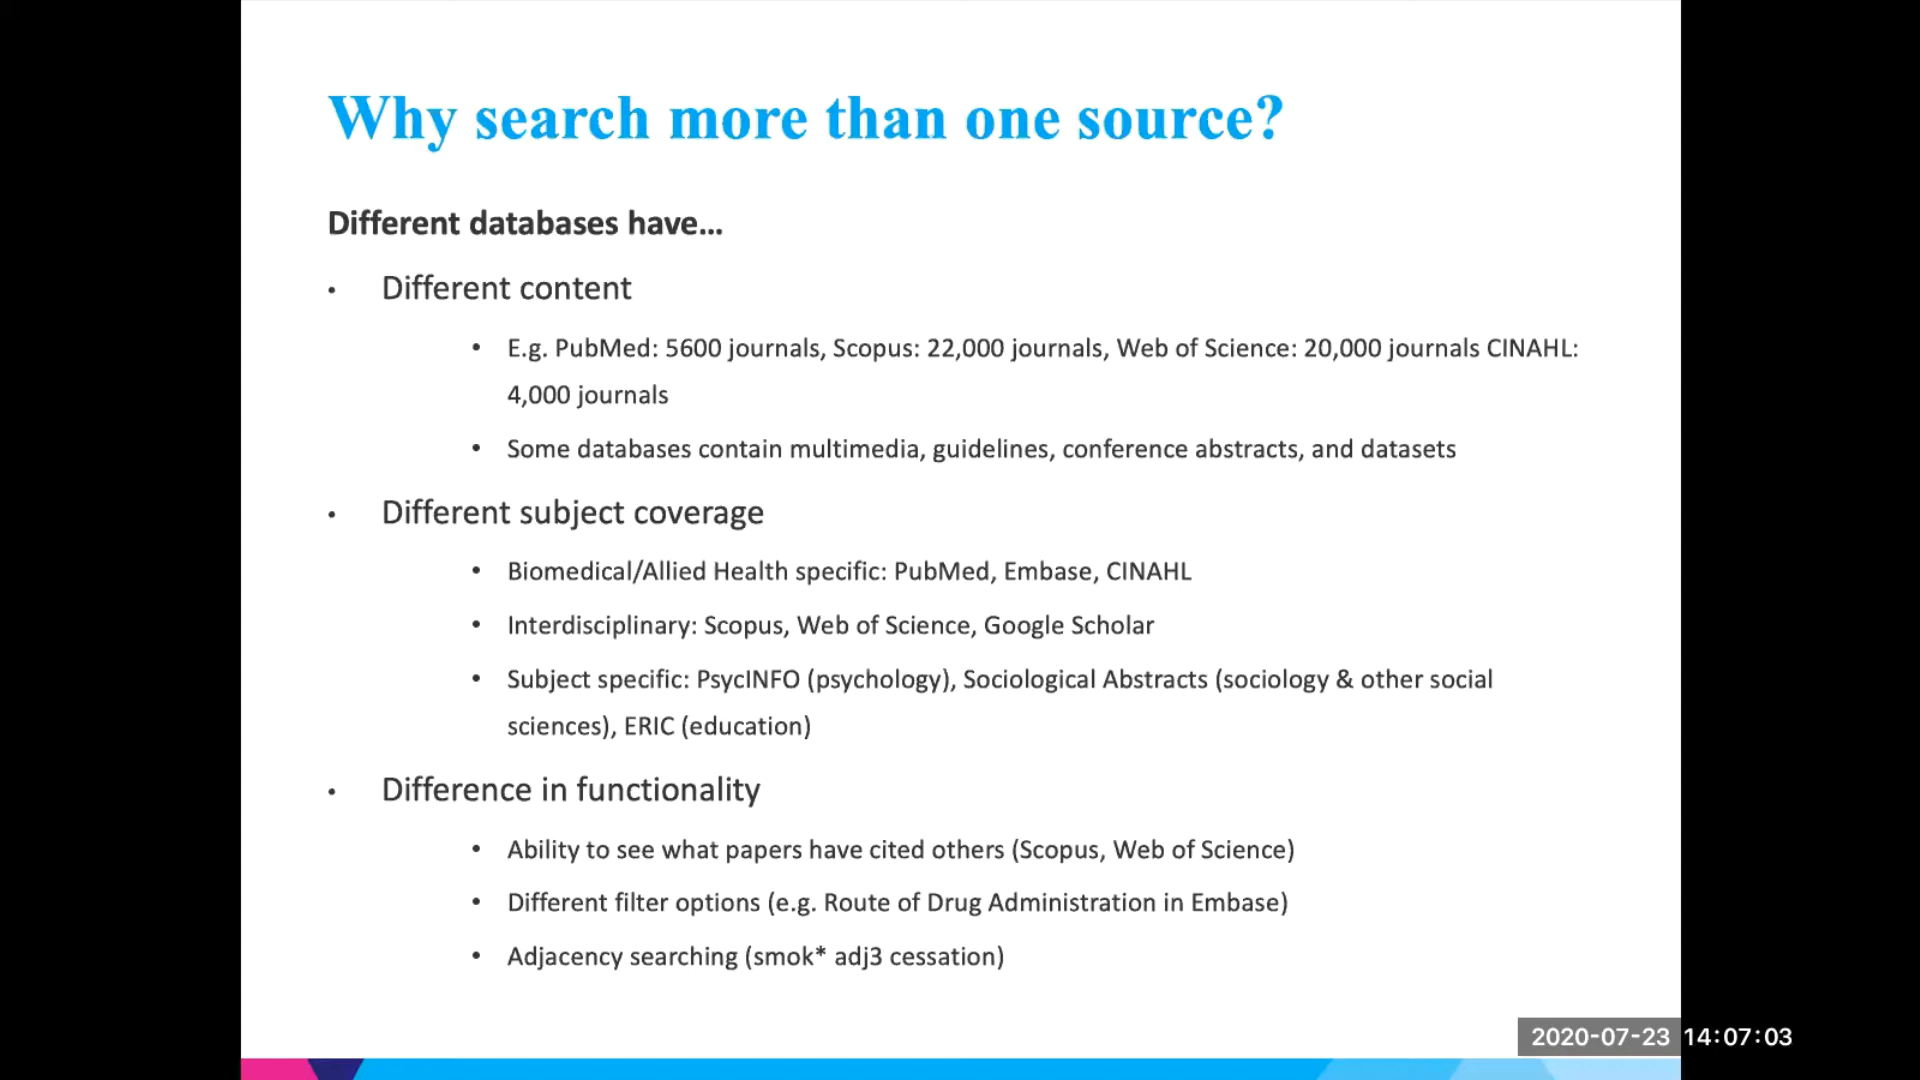 Why search more than one source?
Different databases have...
• Different content
• E.g. PubMed: 5600 journals, Scopus: 22,000 journals, Web of Science: 20,000 journals CINAHL:
4,000 journals
• Some databases contain multimedia, guidelines, conference abstracts, and datasets
• Different subject coverage
• Biomedical/Allied Health specific: PubMed, Embase, CINAHL
• Interdisciplinary: Scopus, Web of Science, Google Scholar
• Subject specific: PsycINFO (psychology), Sociological Abstracts (sociology & other social
sciences), ERIC (education)
• Difference in functionality
• Ability to see what papers have cited others (Scopus, Web of Science)
• Different filter options (e.g. Route of Drug Administration in Embase)
• Adjacency searching (smok* adj3 cessation)
2020-07-23 14:07:03